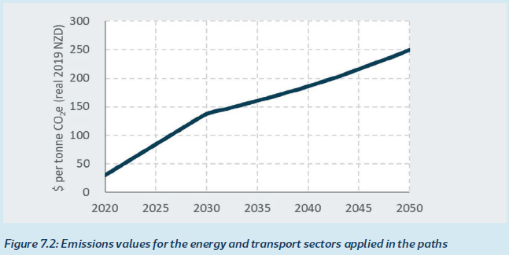 300
250
200
150
100
50
0
$ per tonne CO₂e (real 2019 NZD)
2020 2025 2030 2035 2040 2045 2050
Figure 7.2: Emissions values for the energy and transport sectors applied in the paths